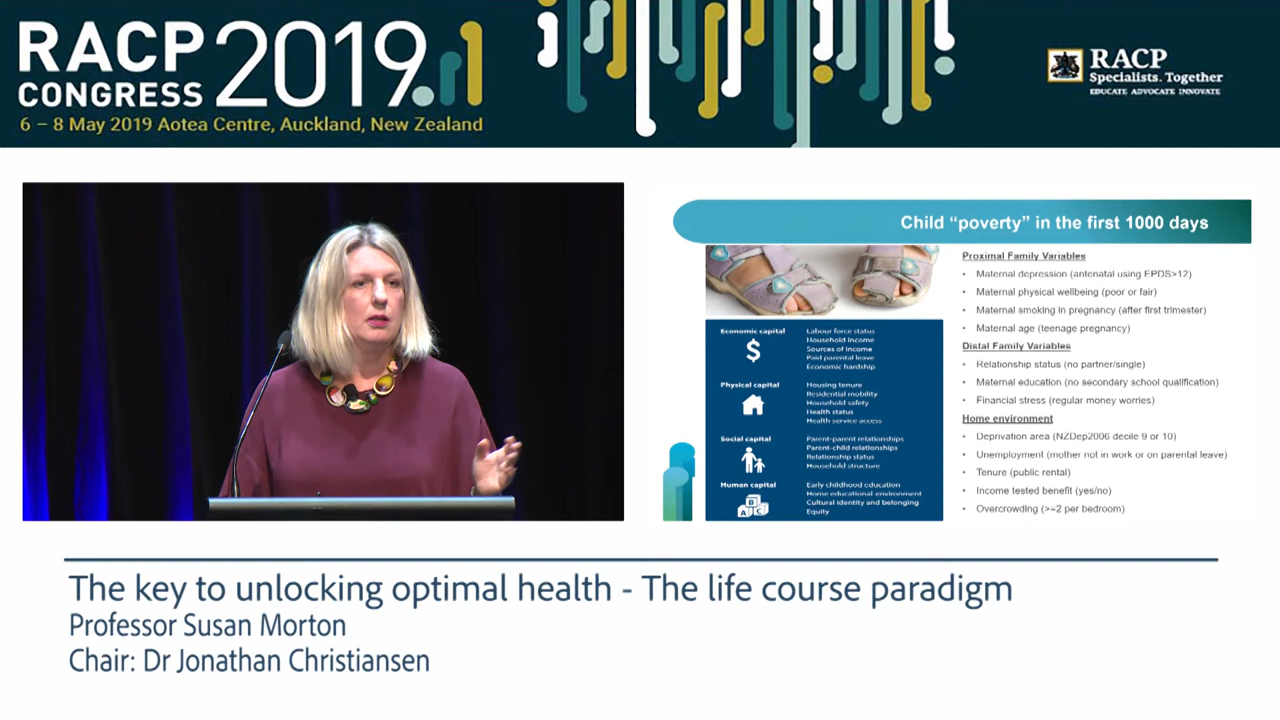 RACP
CONGRESS
2019
6 – 8 May 2019 Aotea Centre, Auckland, New Zealand
RACP
Specialists. Together
EDUCATE ADVOCATE INNOVATE
Child “poverty” in the first 1000 days
Economic capital
$
Labour force status
Household income
Sources of income
Paid parental leave
Economic hardship
Physical capital
Housing tenure
Residential mobility
Household safety
Health status
Health service access
Social capital
Parent-parent relationships
Parent-child relationships
Relationship status
Household structure
Human capital
B
A C
Early childhood education
Home educational environment
Cultural identity and belonging
Equity
Proximal Family Variables
• Maternal depression (antenatal using EPDS>12)
• Maternal physical wellbeing (poor or fair)
• Maternal smoking in pregnancy (after first trimester)
• Maternal age (teenage pregnancy)
Distal Family Variables
• Relationship status (no partner/single)
• Maternal education (no secondary school qualification)
• Financial stress (regular money worries)
Home environment
• Deprivation area (NZDep2006 decile 9 or 10)
• Unemployment (mother not in work or on parental leave)
• Tenure (public rental)
• Income tested benefit (yes/no)
• Overcrowding (>=2 per bedroom)
The key to unlocking optimal health - The life course paradigm
Professor Susan Morton
Chair: Dr Jonathan Christiansen